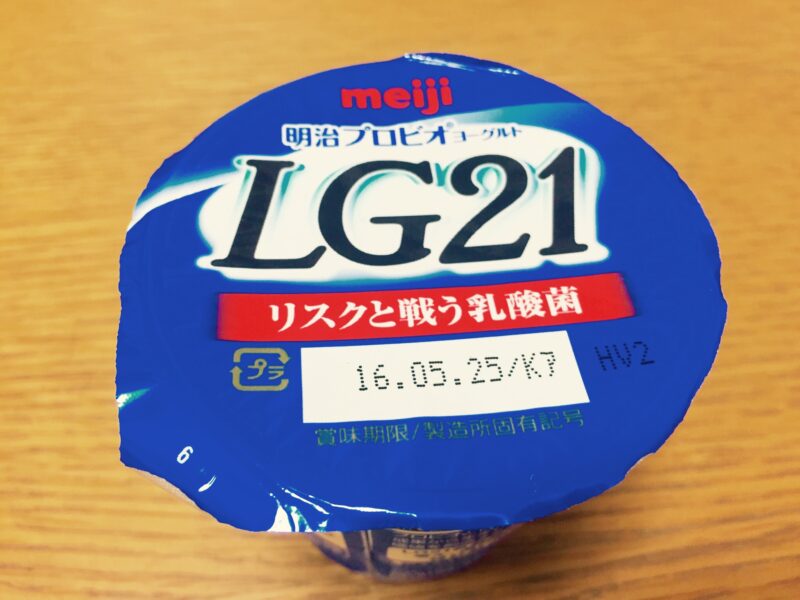 meiji
明治プロビオヨーグルト
LG21
リスクと戦う乳酸菌
プラ
16.05.25/K7
HV2
賞味期限/製造所固有記号
6